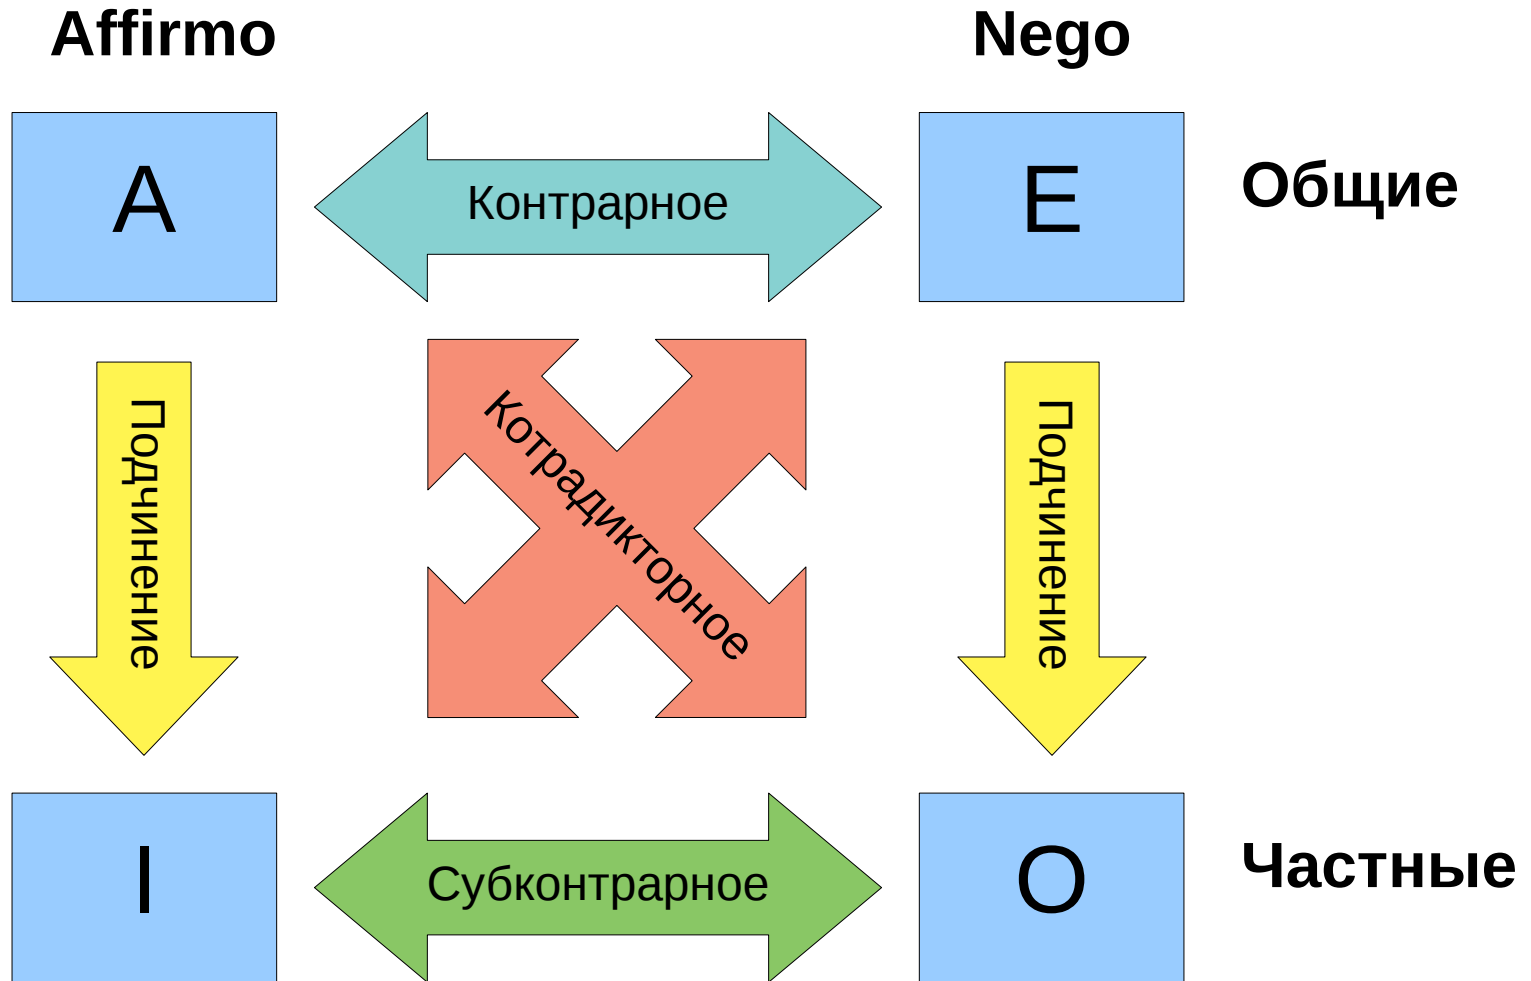 Affirmo
Nego
A
Контрарное
E
Общие
Подчинение
Котрадикторное
Подчинение
I
Субконтрарное
O
Частные